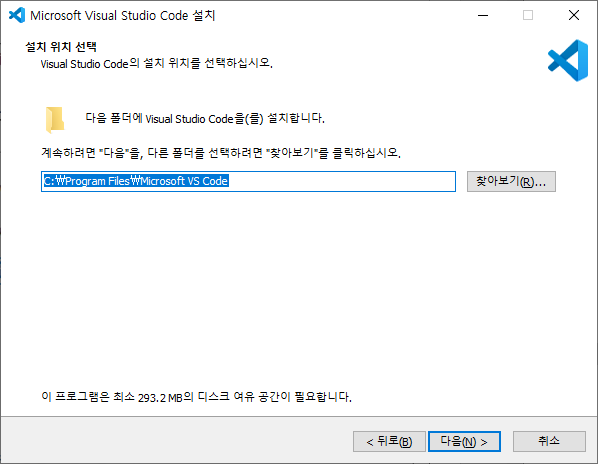 Microsoft Visual Studio Code 설치
설치 위치 선택
Visual Studio Code의 설치 위치를 선택하십시오.
다음 폴더에 Visual Studio Code을(를) 설치합니다.
계속하려면 "다음"을, 다른 폴더를 선택하려면 "찾아보기"를 클릭하십시오.
C:₩Program Files₩Microsoft VS Code
찾아보기(R)...
이 프로그램은 최소 293.2 MB의 디스크 여유 공간이 필요합니다.
< 뒤로(B)
다음(N) >
취소